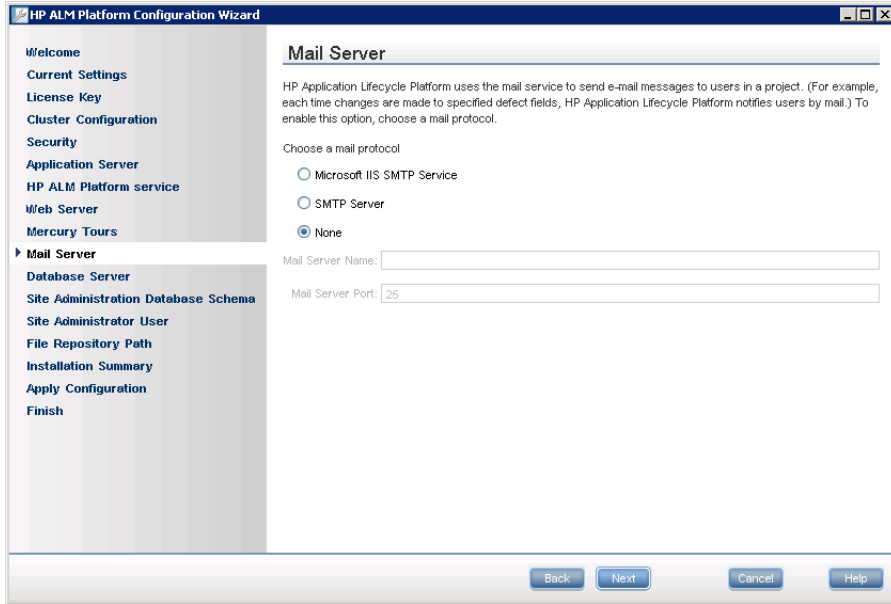 HP ALM Platform Configuration Wizard
Welcome
Current Settings
License Key
Cluster Configuration
Security
Application Server
HP ALM Platform service
Web Server
Mercury Tours
Mail Server
Database Server
Site Administration Database Schema
Site Administrator User
File Repository Path
Installation Summary
Apply Configuration
Finish
Mail Server
HP Application Lifecycle Platform uses the mail service to send e-mail messages to users in a project. (For example,
each time changes are made to specified defect fields, HP Application Lifecycle Platform notifies users by mail.) To
enable this option, choose a mail protocol.
Choose a mail protocol
Microsoft IIS SMTP Service
SMTP Server
None
Mail Server Name:
Mail Server Port: 25
Back Next Cancel Help